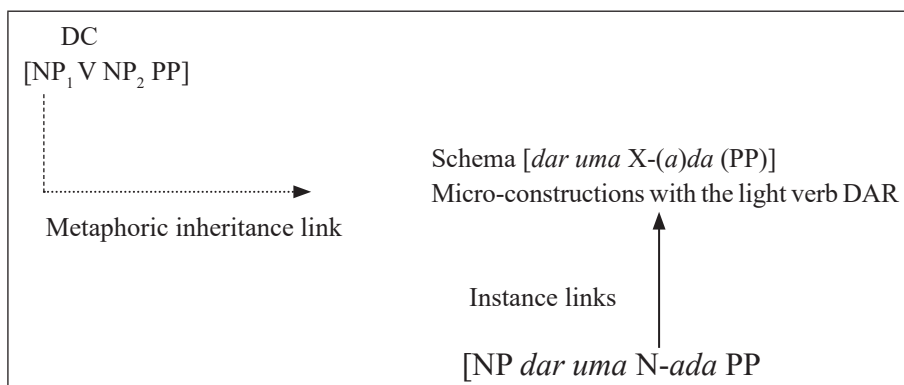 DC
[NP₁ V NP₂ PP]
Schema [dar uma X-(a)da (PP)]
Micro-constructions with the light verb DAR
Metaphoric inheritance link
Instance links
[NP dar uma N-ada PP